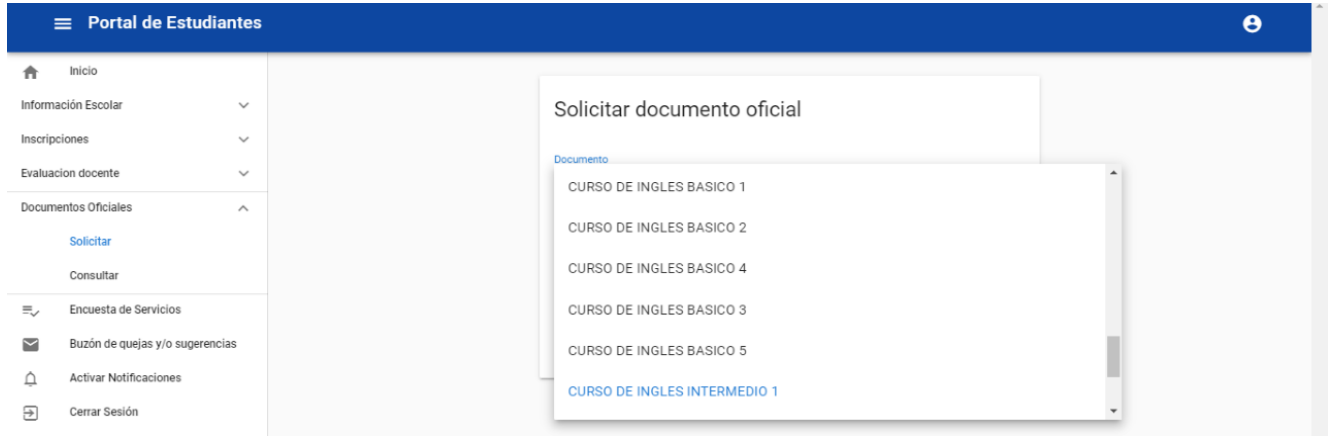 Portal de Estudiantes
Inicio
Información Escolar
Inscripciones
Evaluacion docente
Documentos Oficiales
Solicitar
Consultar
Encuesta de Servicios
Buzón de quejas y/o sugerencias
Activar Notificaciones
Cerrar Sesión
Solicitar documento oficial
Documento
CURSO DE INGLES BASICO 1
CURSO DE INGLES BASICO 2
CURSO DE INGLES BASICO 4
CURSO DE INGLES BASICO 3
CURSO DE INGLES BASICO 5
CURSO DE INGLES INTERMEDIO 1